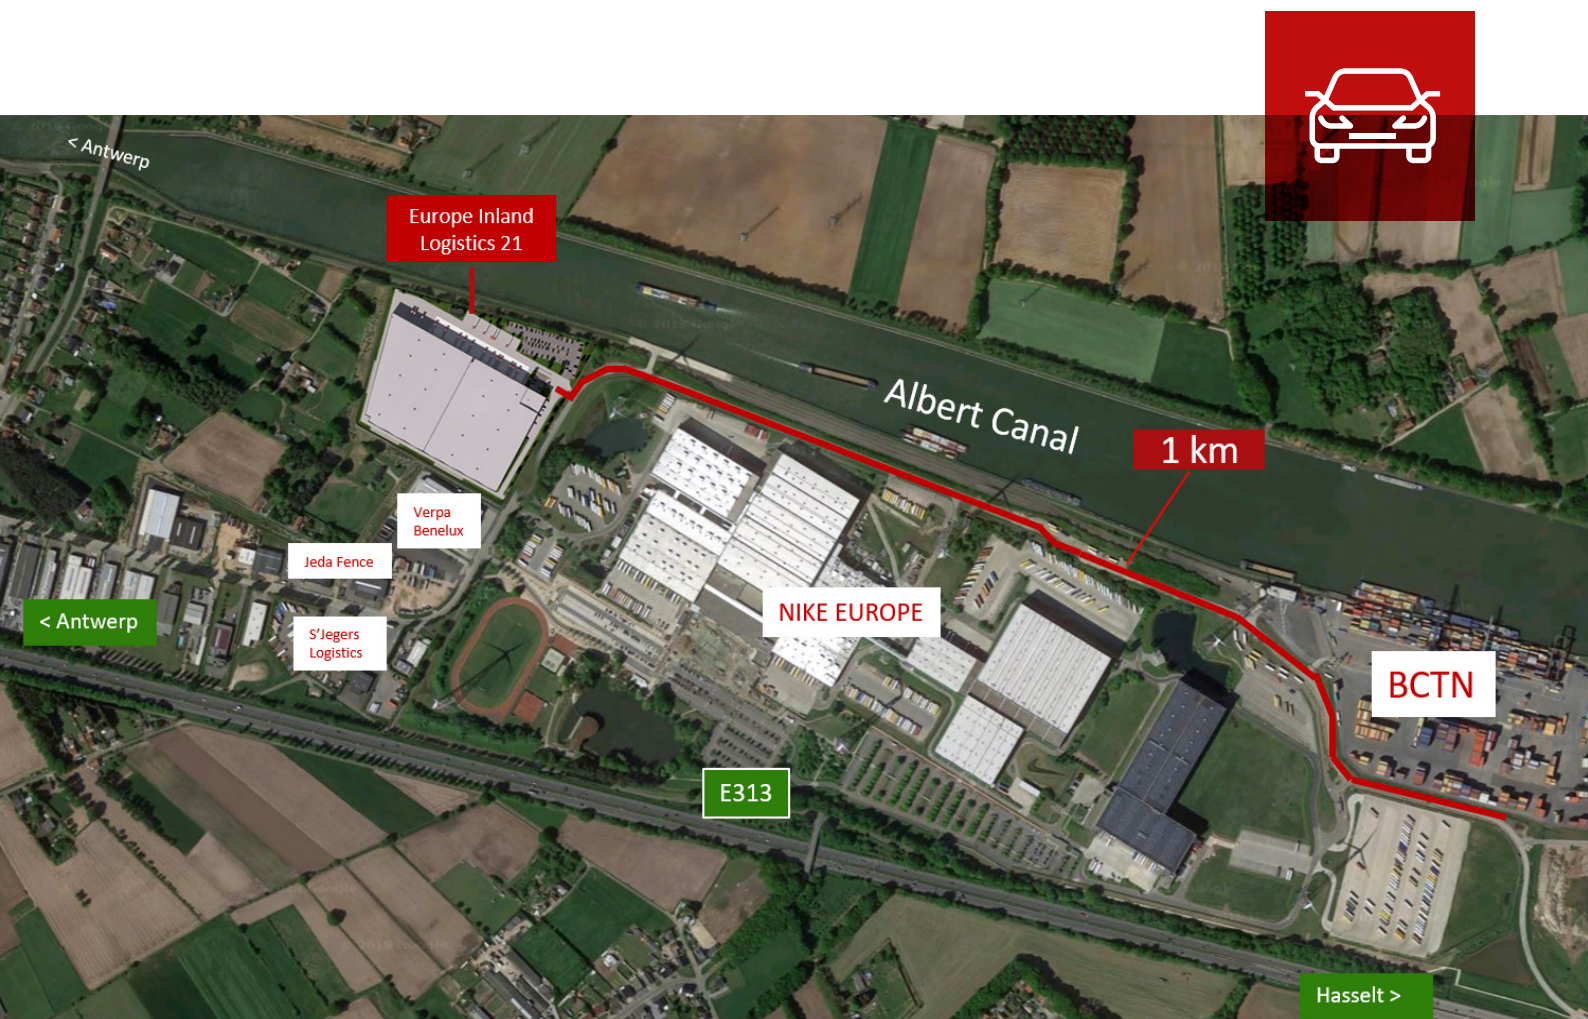 < Antwerp
Europe Inland
Logistics 21
Albert Canal
1 km
Verpa
Benelux
Jeda Fence
< Antwerp
S'Jegers
Logistics
NIKE EUROPE
BCTN
E313
Hasselt >